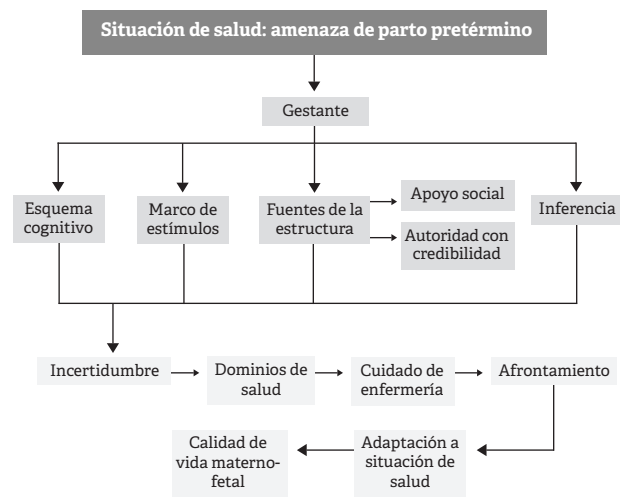 Situación de salud: amenaza de parto pretérmino
Gestante
Esquema
cognitivo
Marco de
estímulos
Fuentes de la
estructura
Apoyo social
Autoridad con
credibilidad
Inferencia
Incertidumbre
Dominios de
salud
Cuidado de
enfermería
Afrontamiento
Calidad de
vida materno-
fetal
Adaptación a
situación de
salud